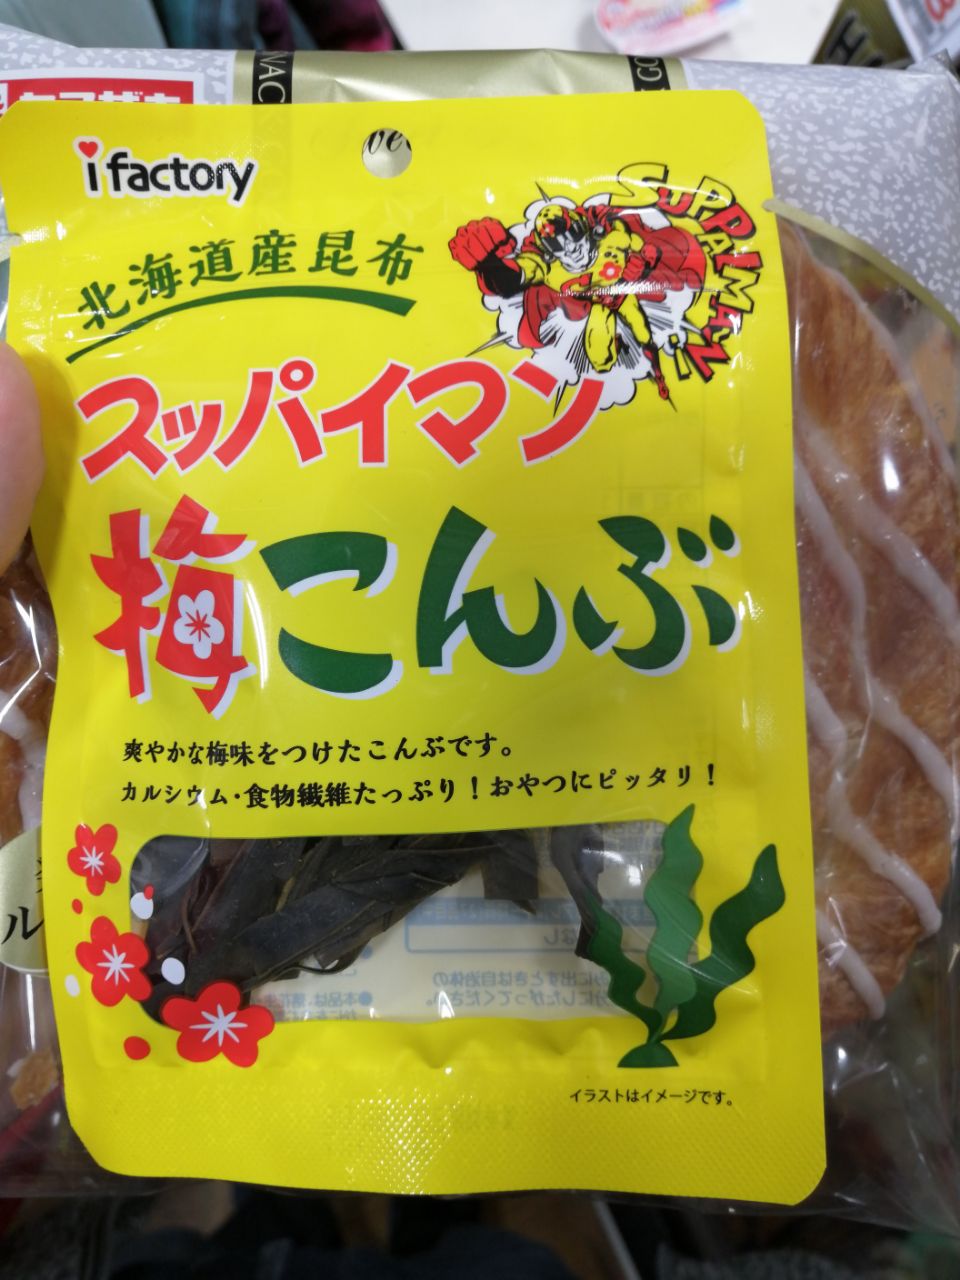 i factory
北海道産昆布
SUPPAIMAN
スッパイマン
梅こんぶ
爽やかな梅味をつけたこんぶです。
カルシウム・食物繊維たっぷり！おやつにピッタリ！
イラストはイメージです。